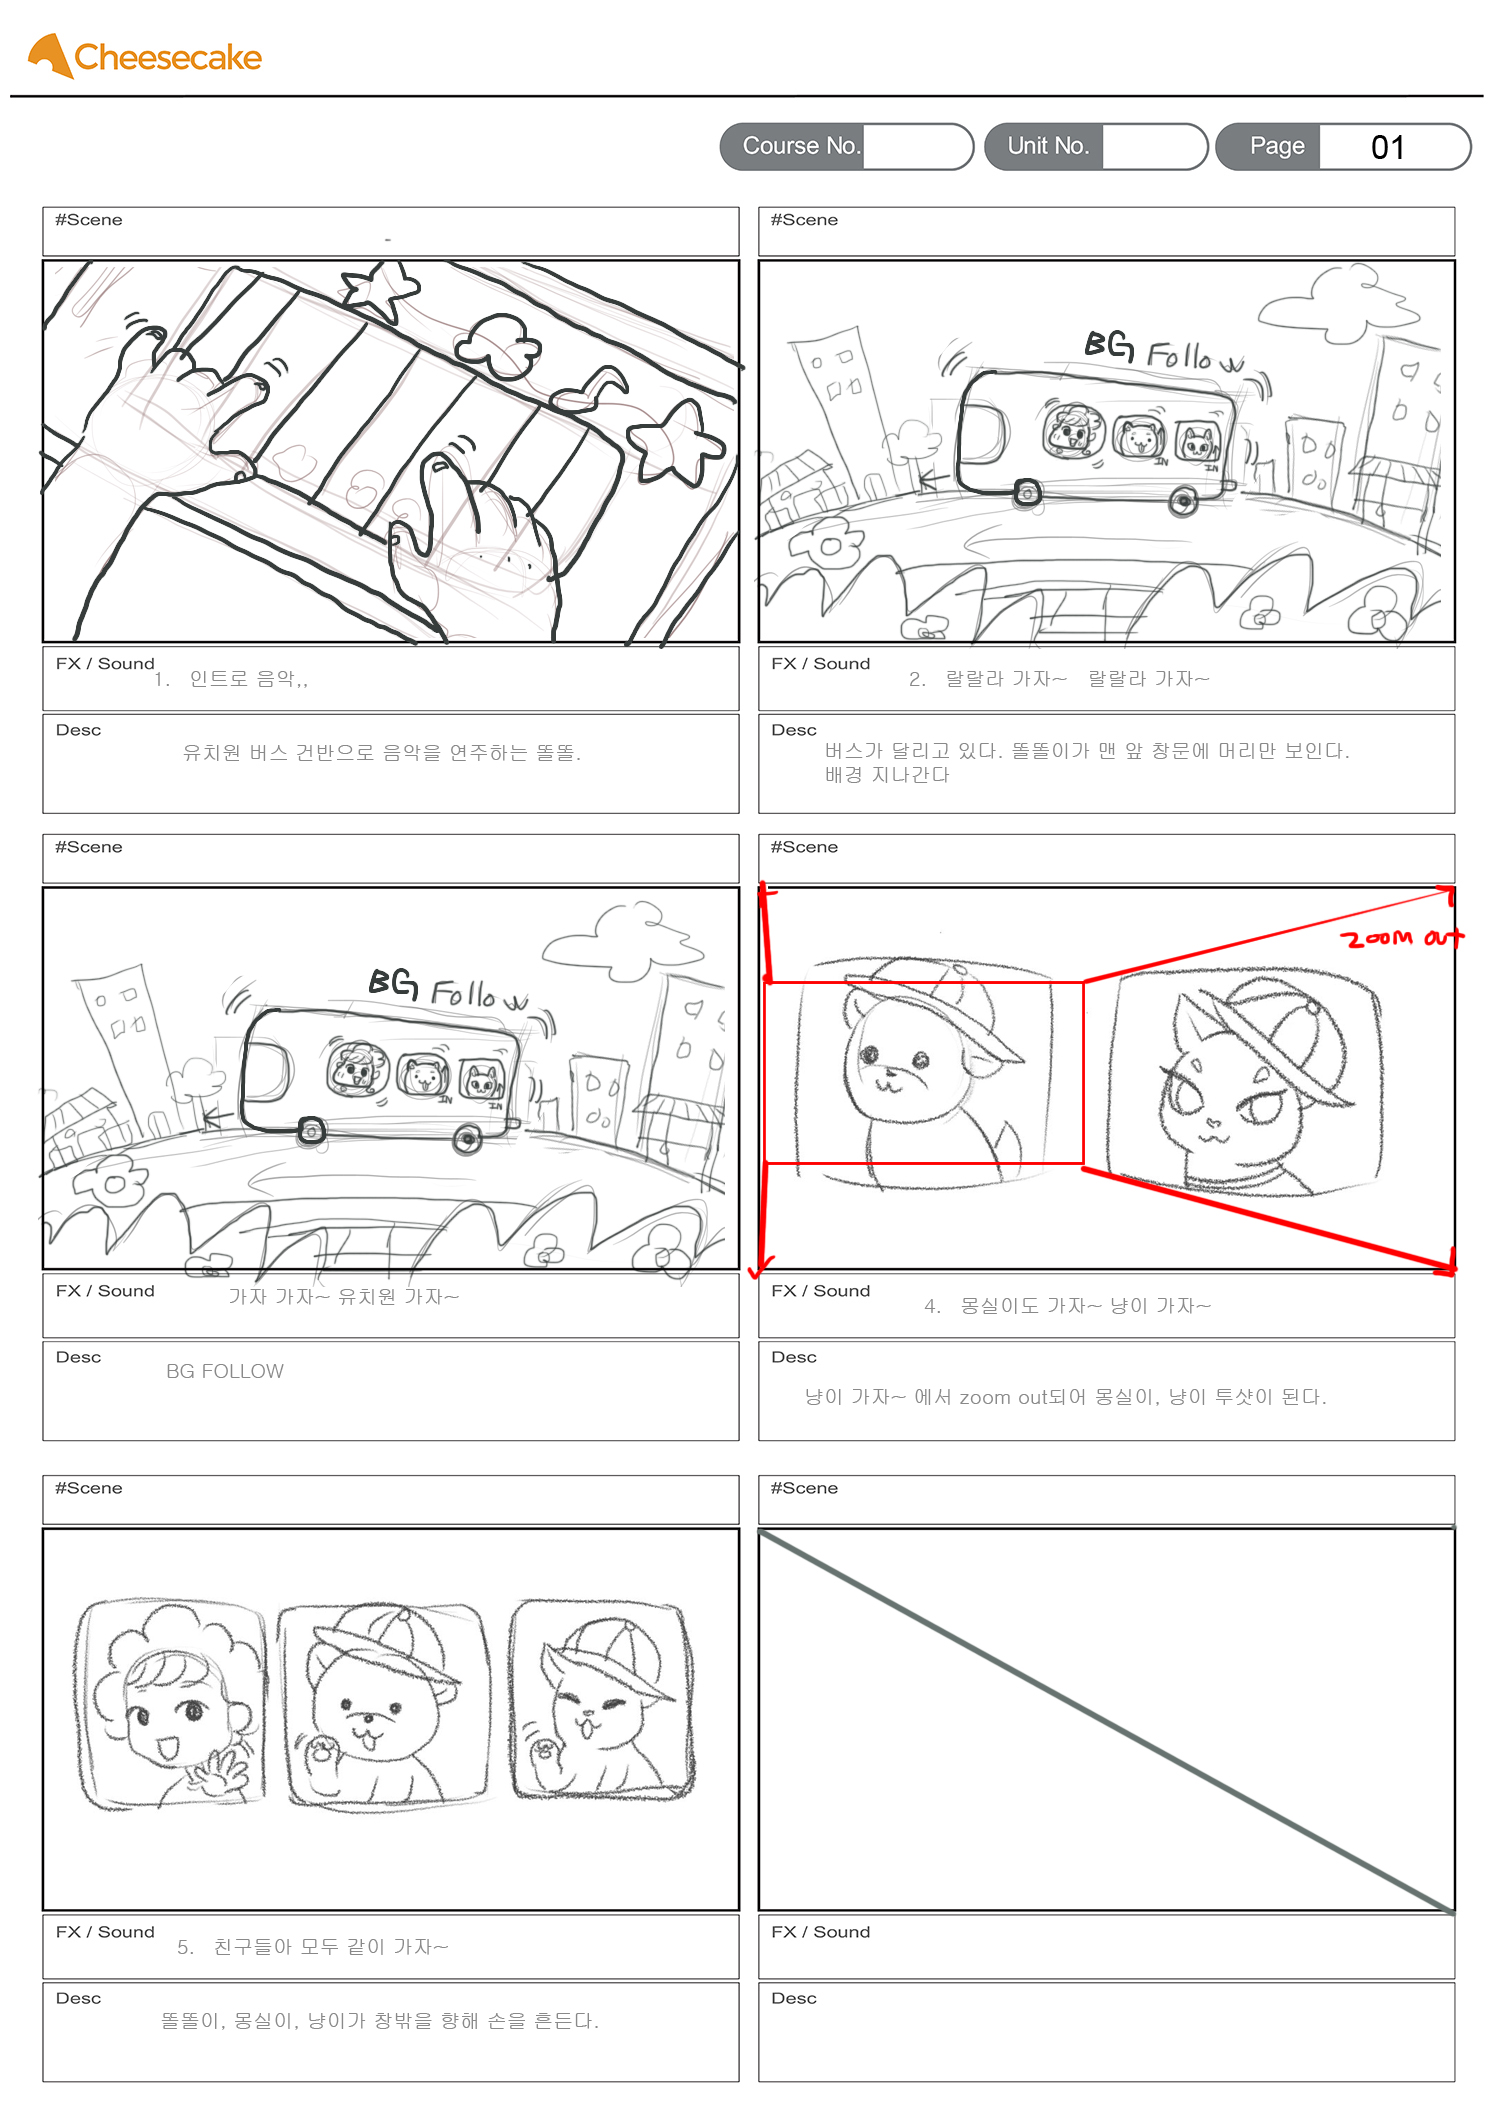 Cheesecake
Course No.
Unit No.
Page 01
#Scene
FX / Sound
1. 인트로 음악,,
Desc
유치원 버스 건반으로 음악을 연주하는 똘똘.
#Scene
BG Follow
IN
IN
FX / Sound
2. 랄랄라 가자~ 랄랄라 가자~
Desc
버스가 달리고 있다. 똘똘이가 맨 앞 창문에 머리만 보인다.
배경 지나간다
#Scene
BG Follow
IN
IN
FX / Sound
가자 가자~ 유치원 가자~
Desc
BG FOLLOW
#Scene
zoom out
FX / Sound
4. 몽실이도 가자~ 냥이 가자~
Desc
냥이 가자~ 에서 zoom out되어 몽실이, 냥이 투샷이 된다.
#Scene
FX / Sound
5. 친구들아 모두 같이 가자~
Desc
똘똘이, 몽실이, 냥이가 창밖을 향해 손을 흔든다.
#Scene
FX / Sound
Desc